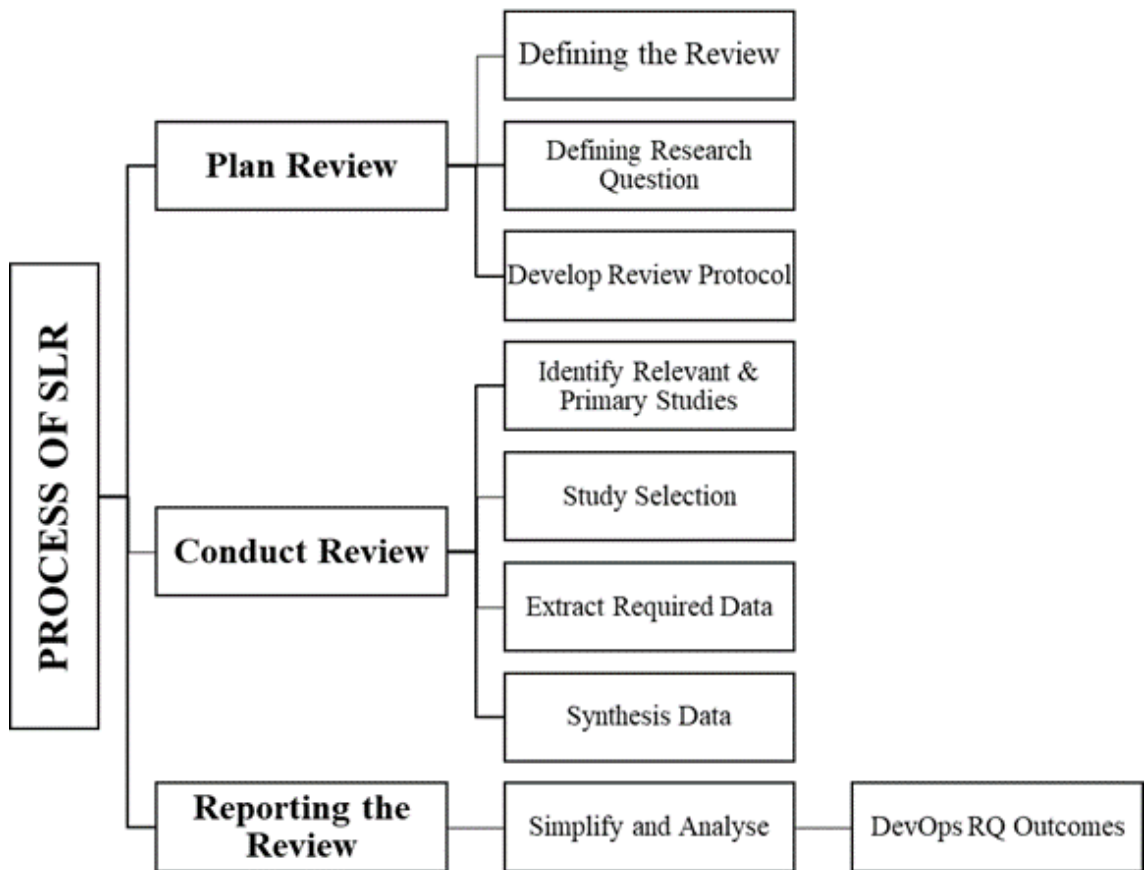 PROCESS OF SLR
Plan Review
Defining the Review
Defining Research
Question
Develop Review Protocol
Conduct Review
Identify Relevant &
Primary Studies
Study Selection
Extract Required Data
Synthesis Data
Reporting the
Review
Simplify and Analyse
DevOps RQ Outcomes